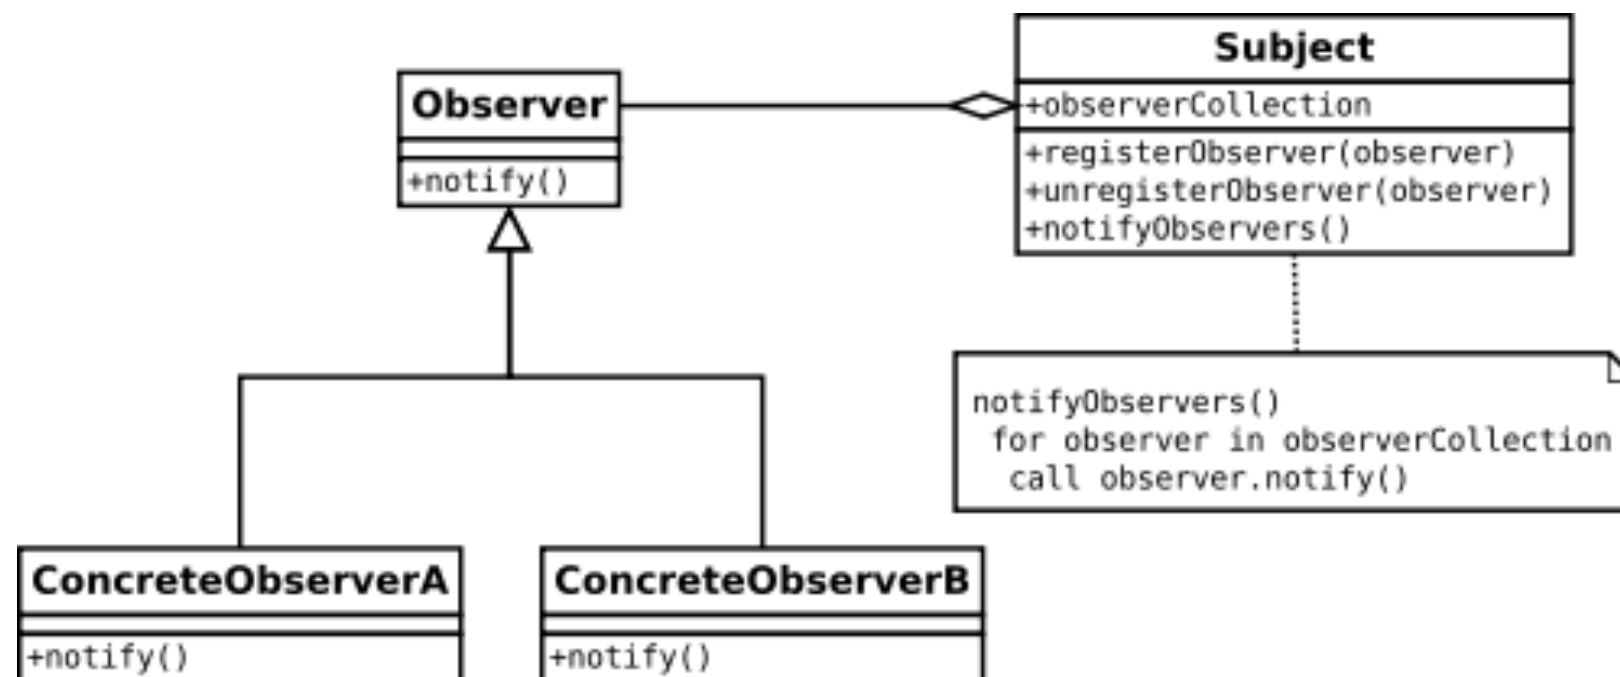 Subject
+observerCollection
+registerObserver(observer)
+unregisterObserver(observer)
+notifyObservers()
Observer
+notify()
notifyObservers()
for observer in observerCollection
call observer.notify()
ConcreteObserverA
+notify()
ConcreteObserverB
+notify()